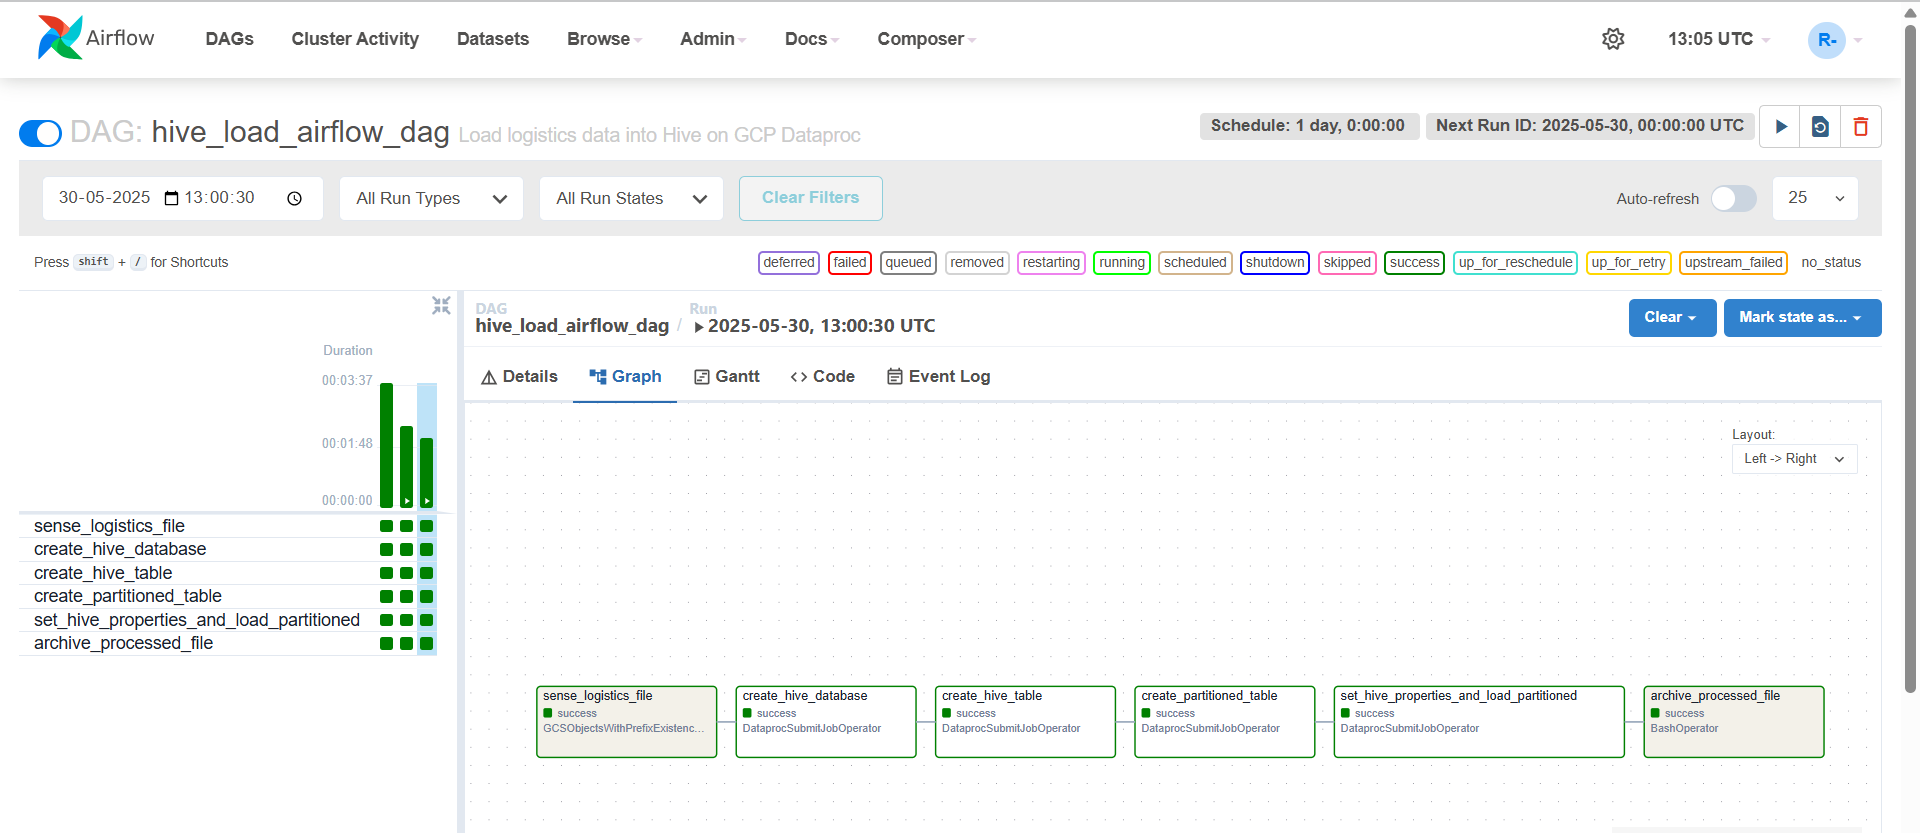 Airflow
DAGs Cluster Activity Datasets Browse Admin Docs Composer 13:05 UTC R-
DAG: hive_load_airflow_dag Load logistics data into Hive on GCP Dataproc Schedule: 1 day, 0:00:00 Next Run ID: 2025-05-30, 00:00:00 UTC
30-05-2025 13:00:30 All Run Types All Run States Clear Filters Auto-refresh 25
Press shift + / for Shortcuts deferred failed queued removed restarting running scheduled shutdown skipped success up_for_reschedule up_for_retry upstream_failed no_status
DAG Run
hive_load_airflow_dag / 2025-05-30, 13:00:30 UTC Clear Mark state as...
Details Graph Gantt <> Code Event Log
Duration
00:03:37
00:01:48
00:00:00
sense_logistics_file
create_hive_database
create_hive_table
create_partitioned_table
set_hive_properties_and_load_partitioned
archive_processed_file
Layout:
Left -> Right
sense_logistics_file
success
GCSObjectsWithPrefixExistenc...
create_hive_database
success
DataprocSubmitJobOperator
create_hive_table
success
DataprocSubmitJobOperator
create_partitioned_table
success
DataprocSubmitJobOperator
set_hive_properties_and_load_partitioned
success
DataprocSubmitJobOperator
archive_processed_file
success
BashOperator